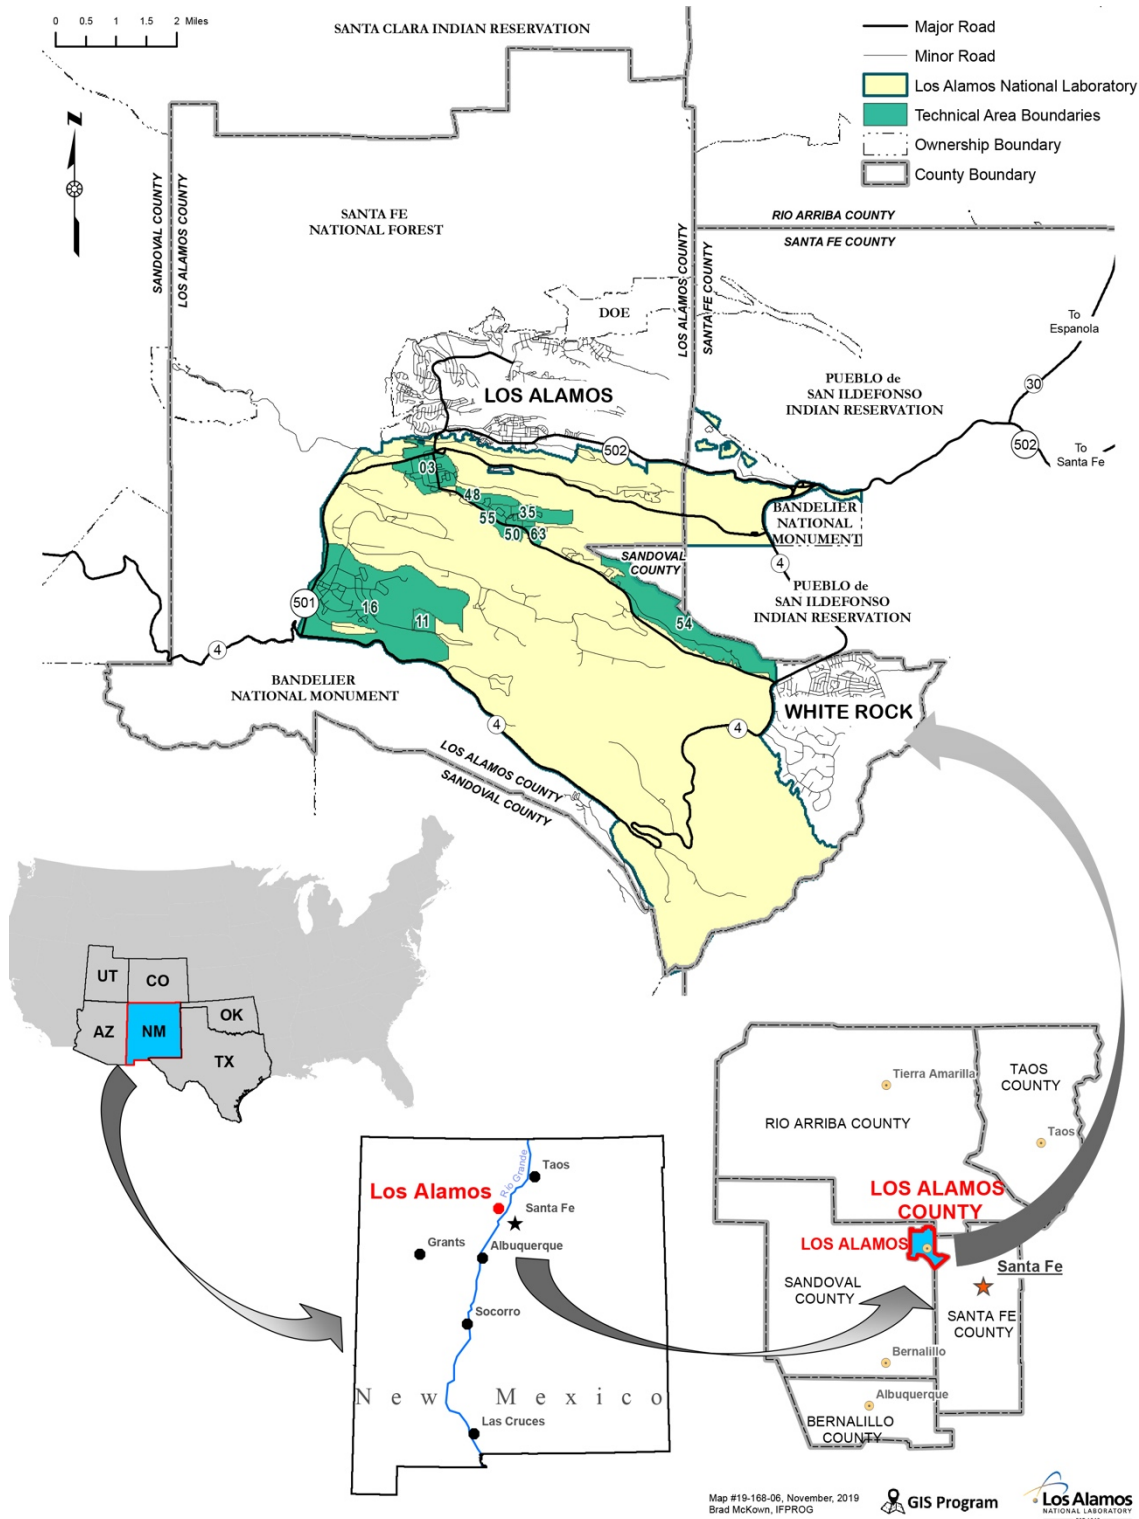 0 0.5 1 2 Miles
SANTA CLARA INDIAN RESERVATION
Major Road
Minor Road
Los Alamos National Laboratory
Technical Area Boundaries
Ownership Boundary
County Boundary
N
SANDOVAL COUNTY
LOS ALAMOS COUNTY
SANTA FE
NATIONAL FOREST
LOS ALAMOS COUNTY
SANTA FE COUNTY
RIO ARRIBA COUNTY
SANTA FE COUNTY
DOE
To
Espanola
LOS ALAMOS
PUEBLO de
SAN ILDEFONSO
INDIAN RESERVATION
30
502
502
To
Santa Fe
03
48
55
35
50
63
BANDELIER
NATIONAL
MONUMENT
SANDOVAL
COUNTY
4
PUEBLO de
SAN ILDEFONSO
INDIAN RESERVATION
501
16
11
54
4
BANDELIER
NATIONAL MONUMENT
WHITE ROCK
4
4
LOS ALAMOS COUNTY
SANDOVAL COUNTY
UT
CO
AZ
NM
OK
TX
Tierra Amarilla
TAOS
COUNTY
RIO ARRIBA COUNTY
Taos
LOS ALAMOS
COUNTY
LOS ALAMOS
Santa Fe
SANDOVAL
COUNTY
SANTA FE
COUNTY
Bernalillo
Albuquerque
BERNALILLO
COUNTY
Rio Grande
Taos
Los Alamos
Santa Fe
Grants
Albuquerque
Socorro
New Mexico
Las Cruces
Map #19-168-06, November, 2019
Brad McKown, IFPROG
GIS Program
Los Alamos
NATIONAL LABORATORY